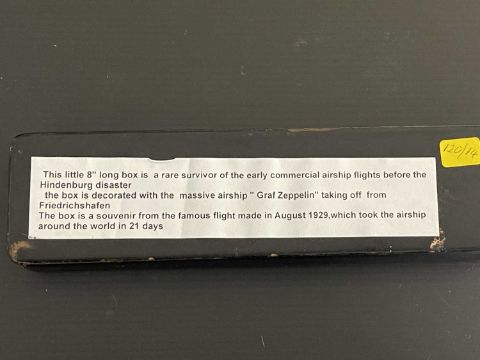 This little 8" long box is a rare survivor of the early commercial airship flights before the
Hindenburg disaster
the box is decorated with the massive airship " Graf Zeppelin" taking off from
Friedrichshafen
The box is a souvenir from the famous flight made in August 1929,which took the airship
around the world in 21 days
120/14